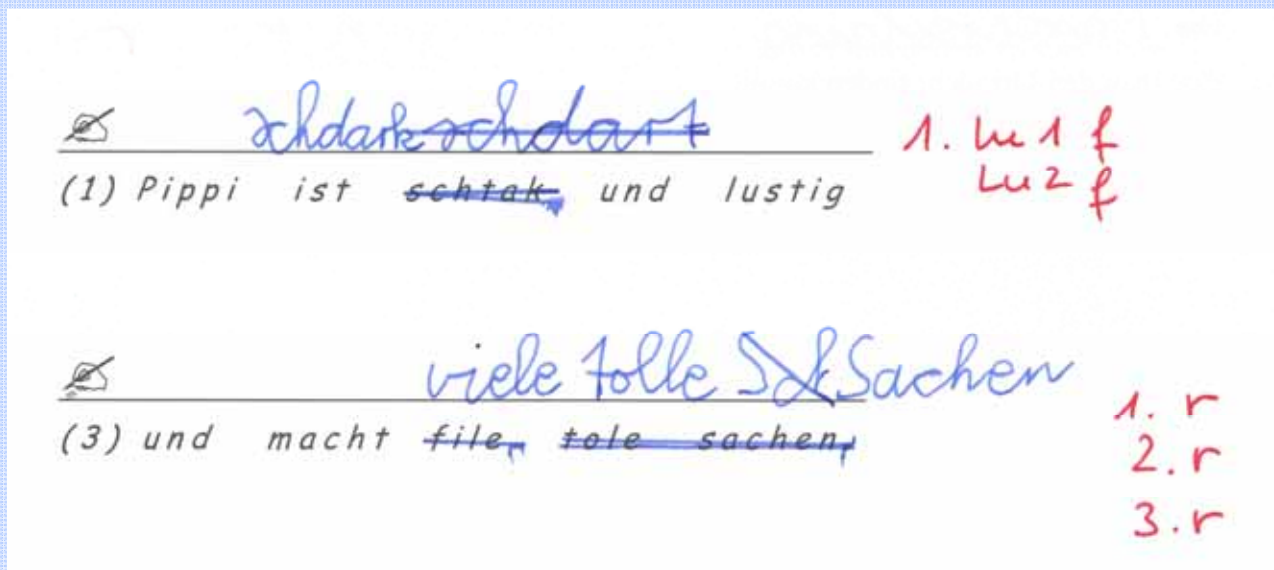 schdark schdart 1. Lu 1 f
(1) Pippi ist schtak und lustig Lu 2 f
viele tolle Sachen
(3) und macht file tole sachen 1. r
2. r
3. r